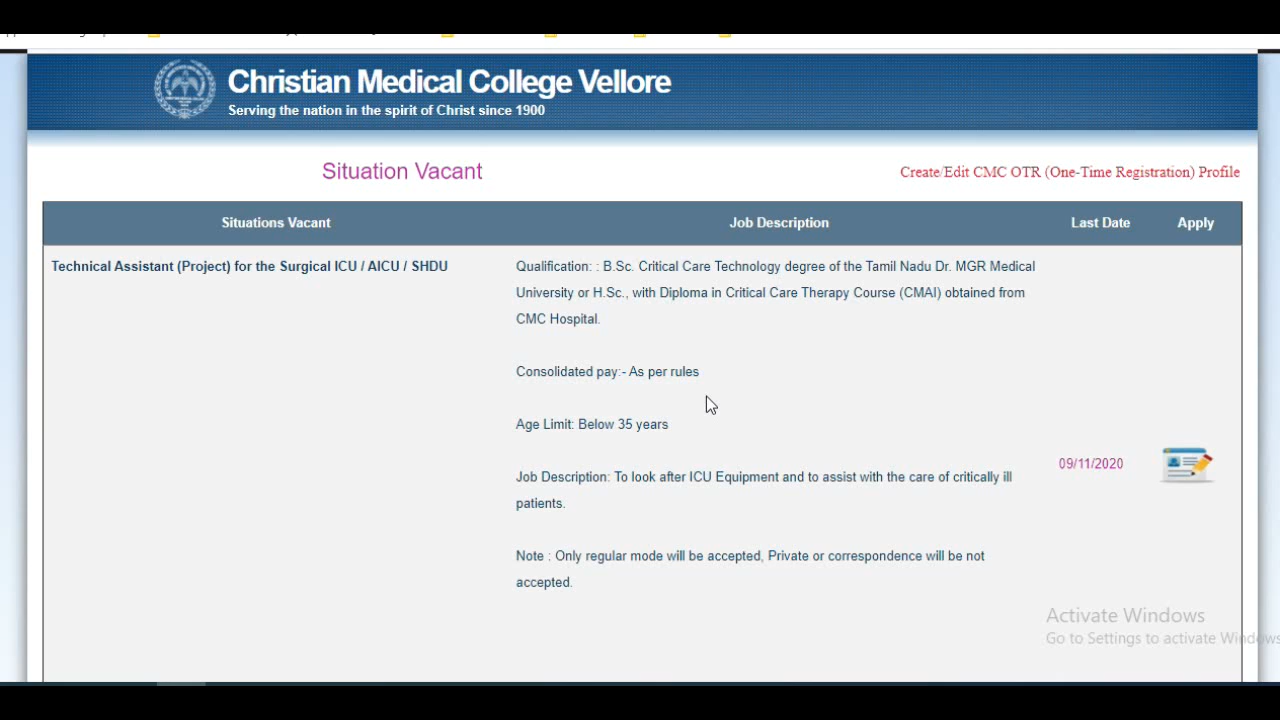 Christian Medical College Vellore
Serving the nation in the spirit of Christ since 1900
Situation Vacant
Create/Edit CMC OTR (One-Time Registration) Profile
Situations Vacant
Job Description
Last Date
Apply
Technical Assistant (Project) for the Surgical ICU / AICU / SHDU
Qualification: : B.Sc. Critical Care Technology degree of the Tamil Nadu Dr. MGR Medical
University or H.Sc., with Diploma in Critical Care Therapy Course (CMAI) obtained from
CMC Hospital.
Consolidated pay:- As per rules
Age Limit: Below 35 years
Job Description: To look after ICU Equipment and to assist with the care of critically ill
patients.
Note : Only regular mode will be accepted, Private or correspondence will be not
accepted.
09/11/2020
Activate Windows
Go to Settings to activate Windows